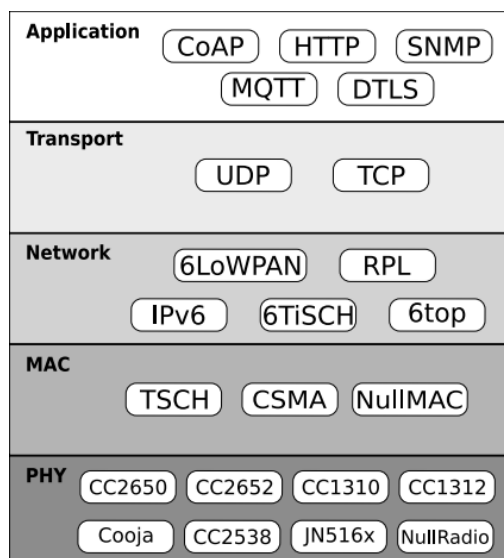 Application
CoAP HTTP SNMP
MQTT DTLS
Transport
UDP TCP
Network
6LoWPAN RPL
IPv6 6TiSCH 6top
MAC
TSCH CSMA NullMAC
PHY
CC2650 CC2652 CC1310 CC1312
Cooja CC2538 JN516x NullRadio